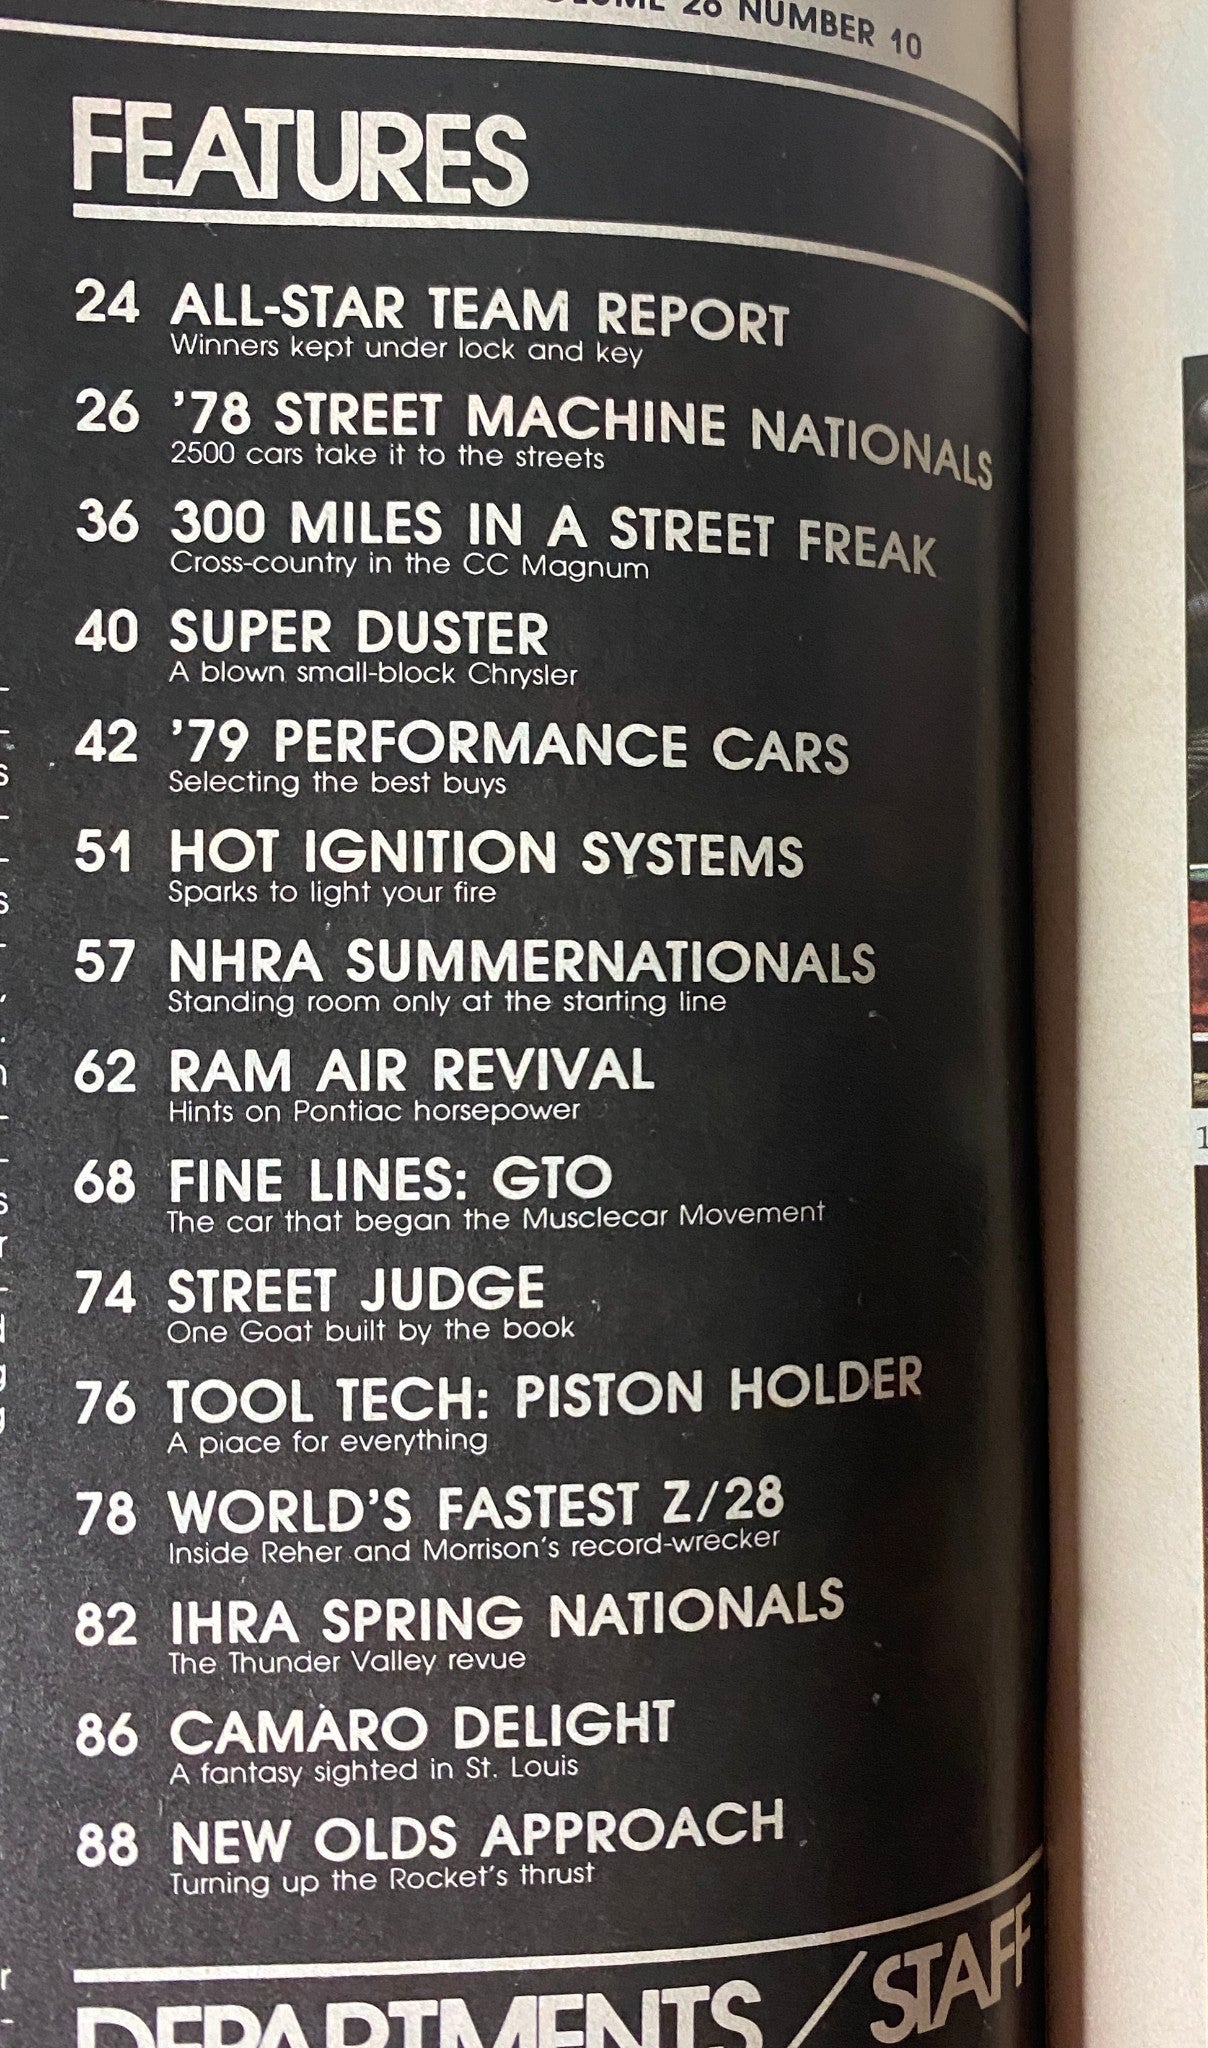 26 NUMBER 10
FEATURES
24 ALL-STAR TEAM REPORT
Winners kept under lock and key
26 '78 STREET MACHINE NATIONALS
2500 cars take it to the streets
36 300 MILES IN A STREET FREAK
Cross-country in the CC Magnum
40 SUPER DUSTER
A blown small-block Chrysler
42 '79 PERFORMANCE CARS
Selecting the best buys
51 HOT IGNITION SYSTEMS
Sparks to light your fire
57 NHRA SUMMERNATIONALS
Standing room only at the starting line
62 RAM AIR REVIVAL
Hints on Pontiac horsepower
68 FINE LINES: GTO
The car that began the Musclecar Movement
74 STREET JUDGE
One Goat built by the book
76 TOOL TECH: PISTON HOLDER
A place for everything
78 WORLD'S FASTEST Z/28
Inside Reher and Morrison's record-wrecker
82 IHRA SPRING NATIONALS
The Thunder Valley revue
86 CAMARO DELIGHT
A fantasy sighted in St. Louis
88 NEW OLDS APPROACH
Turning up the Rocket's thrust
DEPARTMENTS / STAFF